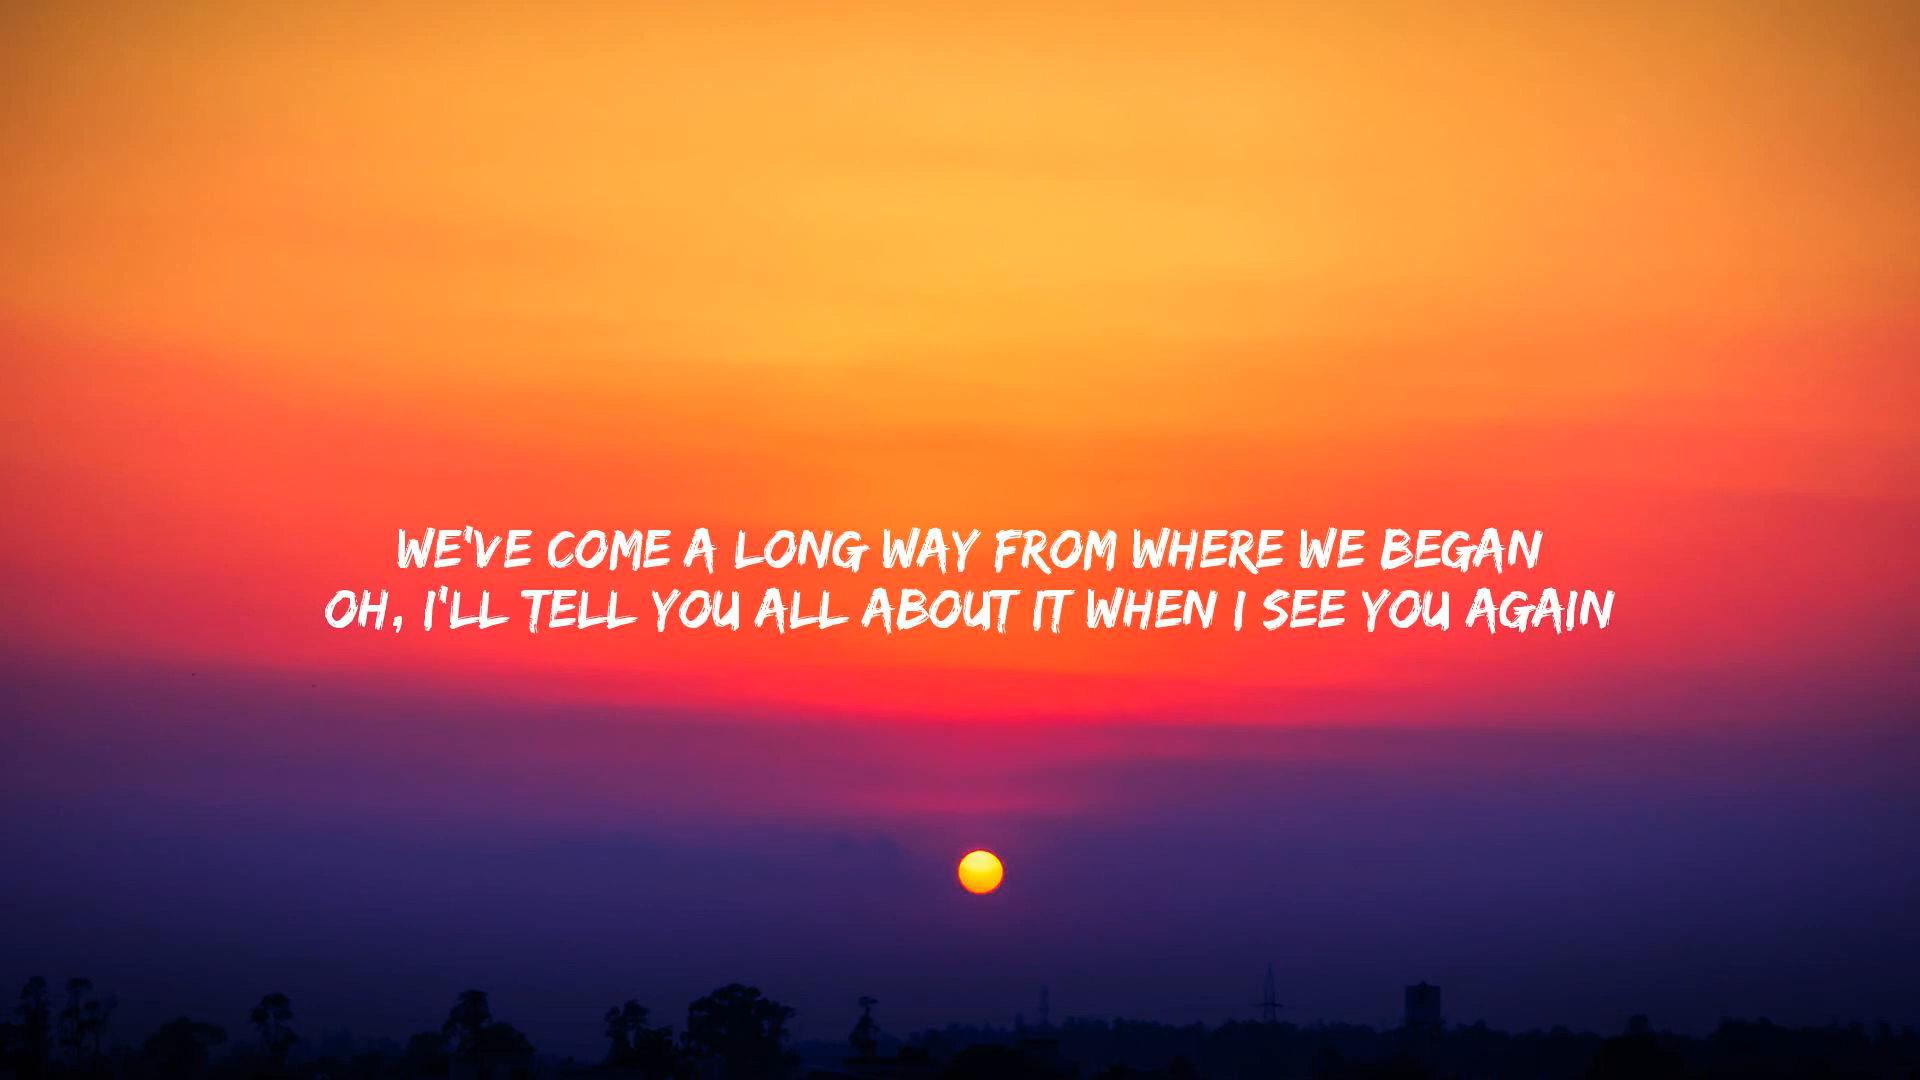 WE'VE COME A LONG WAY FROM WHERE WE BEGAN
OH, I'LL TELL YOU ALL ABOUT IT WHEN I SEE YOU AGAIN